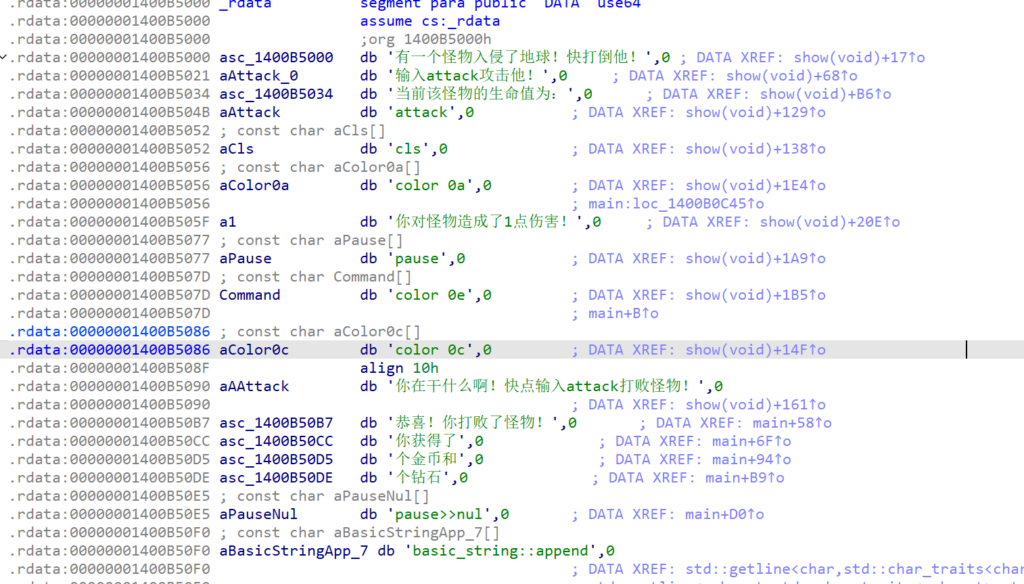 .rdata:00000001400B5000 _rdata segment para public 'DATA' use64
.rdata:00000001400B5000 assume cs:_rdata
.rdata:00000001400B5000 ;org 1400B5000h
.rdata:00000001400B5000 asc_1400B5000 db '有一个怪物入侵了地球！快打倒他！',0 ; DATA XREF: show(void)+17↑o
.rdata:00000001400B5021 aAttack_0 db '输入attack攻击他！',0 ; DATA XREF: show(void)+68↑o
.rdata:00000001400B5034 asc_1400B5034 db '当前该怪物的生命值为：',0 ; DATA XREF: show(void)+B6↑o
.rdata:00000001400B504B aAttack db 'attack',0 ; DATA XREF: show(void)+129↑o
.rdata:00000001400B5052 ; const char aCls[]
.rdata:00000001400B5052 aCls db 'cls',0 ; DATA XREF: show(void)+138↑o
.rdata:00000001400B5056 ; const char aColor0a[]
.rdata:00000001400B5056 aColor0a db 'color 0a',0 ; DATA XREF: show(void)+1E4↑o
.rdata:00000001400B5056 ; main:loc_1400B0C45↑o
.rdata:00000001400B505F a1 db '你对怪物造成了1点伤害！',0 ; DATA XREF: show(void)+20E↑o
.rdata:00000001400B5077 ; const char aPause[]
.rdata:00000001400B5077 aPause db 'pause',0 ; DATA XREF: show(void)+1A9↑o
.rdata:00000001400B507D ; const char Command[]
.rdata:00000001400B507D Command db 'color 0e',0 ; DATA XREF: show(void)+1B5↑o
.rdata:00000001400B507D ; main+B↑o
.rdata:00000001400B5086 ; const char aColor0c[]
.rdata:00000001400B5086 aColor0c db 'color 0c',0 ; DATA XREF: show(void)+14F↑o
.rdata:00000001400B508F align 10h
.rdata:00000001400B5090 aAAttack db '你在干什么啊！快点输入attack打败怪物！',0
.rdata:00000001400B5090 ; DATA XREF: show(void)+161↑o
.rdata:00000001400B50B7 asc_1400B50B7 db '恭喜！你打败了怪物！',0 ; DATA XREF: main+58↑o
.rdata:00000001400B50CC asc_1400B50CC db '你获得了',0 ; DATA XREF: main+6F↑o
.rdata:00000001400B50D5 asc_1400B50D5 db '个金币和',0 ; DATA XREF: main+94↑o
.rdata:00000001400B50DE asc_1400B50DE db '个钻石',0 ; DATA XREF: main+B9↑o
.rdata:00000001400B50E5 ; const char aPauseNul[]
.rdata:00000001400B50E5 aPauseNul db 'pause>>nul',0 ; DATA XREF: main+D0↑o
.rdata:00000001400B50F0 ; const char aBasicStringApp_7[]
.rdata:00000001400B50F0 aBasicStringApp_7 db 'basic_string::append',0
.rdata:00000001400B50F0 ; DATA XREF: std::getline<char,std::char_traits<char